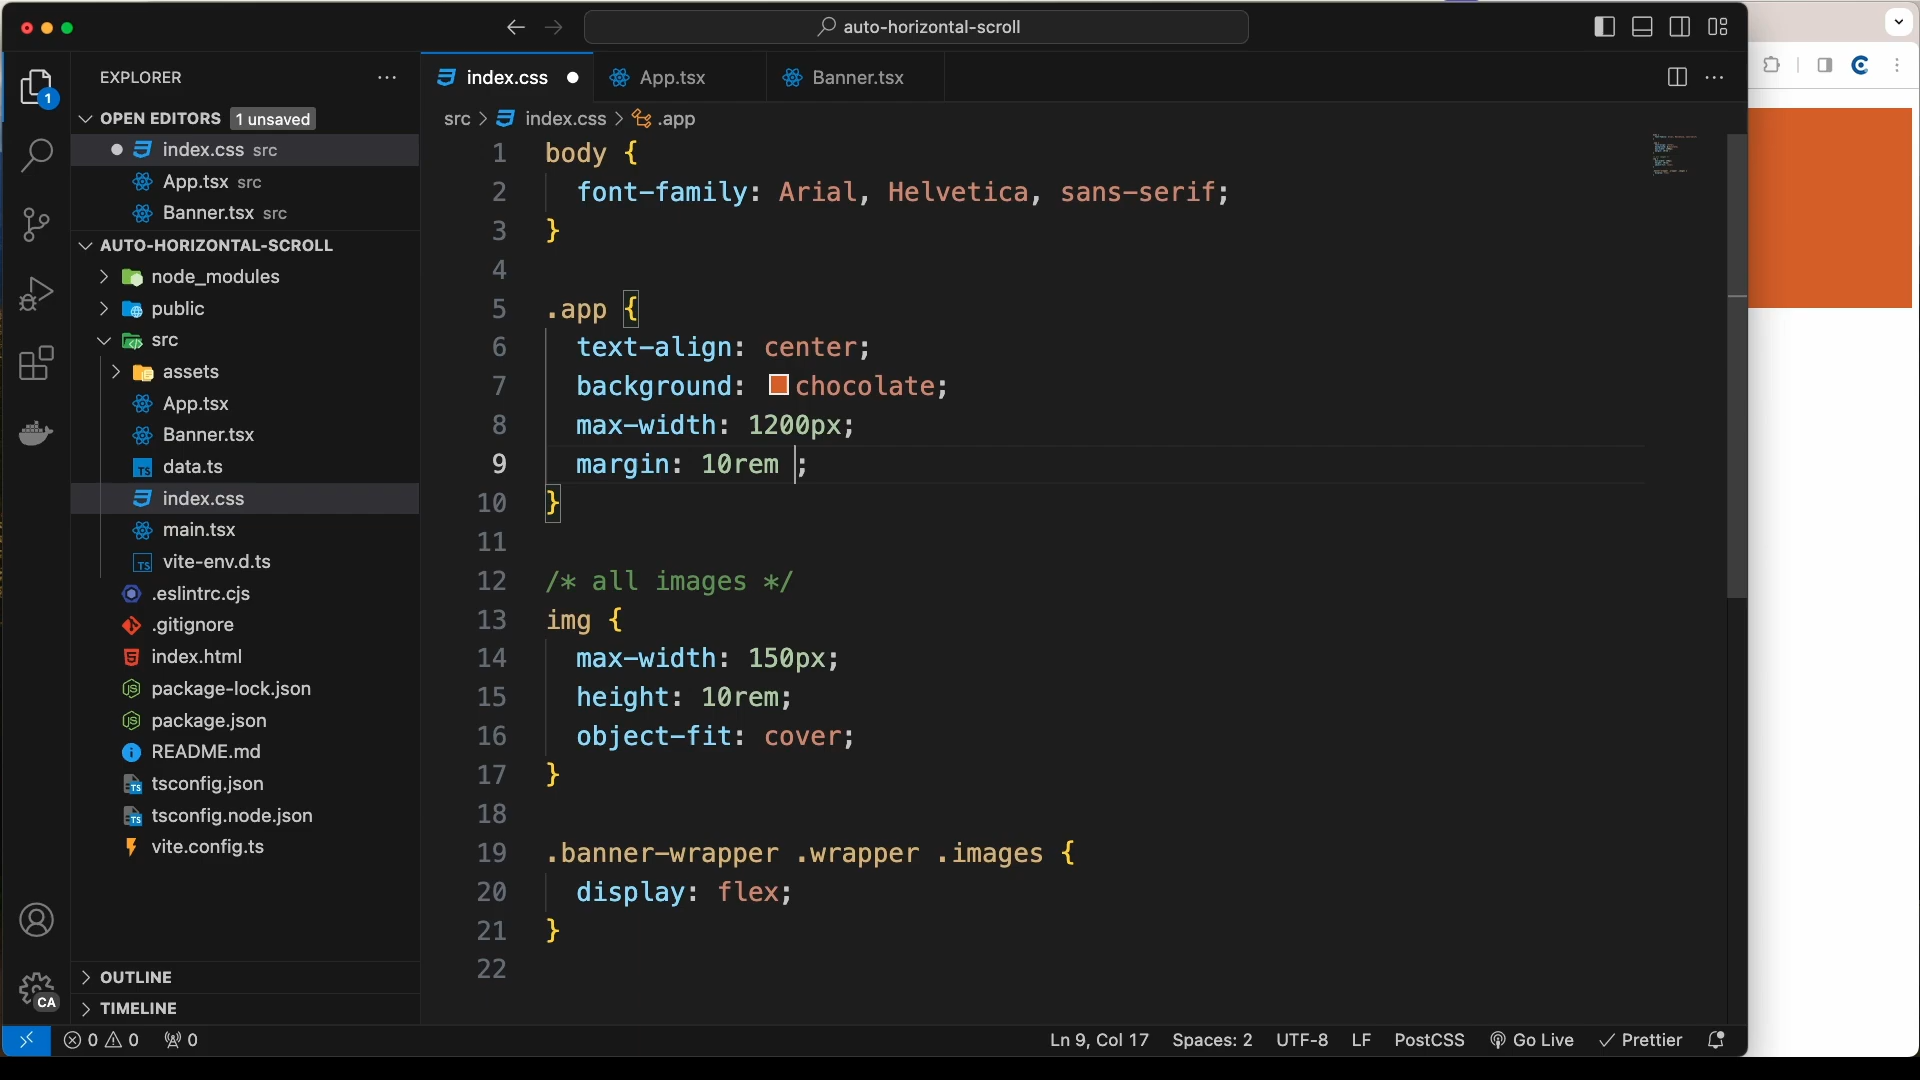 auto-horizontal-scroll
EXPLORER
1
OPEN EDITORS 1 unsaved
index.css src
App.tsx src
Banner.tsx src
AUTO-HORIZONTAL-SCROLL
node_modules
public
src
assets
App.tsx
Banner.tsx
TS data.ts
index.css
main.tsx
TS vite-env.d.ts
.eslintrc.cjs
.gitignore
index.html
package-lock.json
package.json
README.md
tsconfig.json
tsconfig.node.json
vite.config.ts
OUTLINE
TIMELINE
CA
index.css
App.tsx
Banner.tsx
src > index.css > .app
1 body {
2 font-family: Arial, Helvetica, sans-serif;
3 }
4
5 .app {
6 text-align: center;
7 background: chocolate;
8 max-width: 1200px;
9 margin: 10rem ;
10 }
11
12 /* all images */
13 img {
14 max-width: 150px;
15 height: 10rem;
16 object-fit: cover;
17 }
18
19 .banner-wrapper .wrapper .images {
20 display: flex;
21 }
22
0 0 0
Ln 9, Col 17 Spaces: 2 UTF-8 LF PostCSS Go Live Prettier